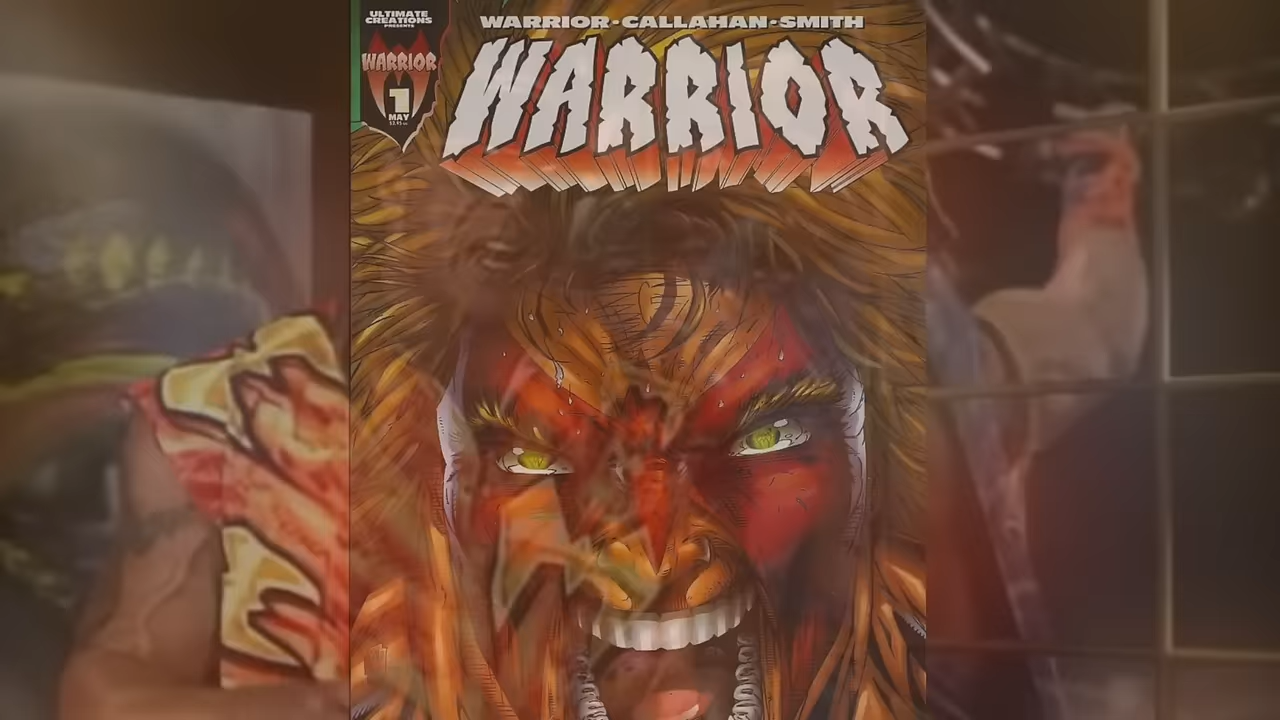 ULTIMATE
CREATIONS
PRESENTS
WARRIOR
1
MAY
WARRIOR·CALLAHAN·SMITH
WARRIOR